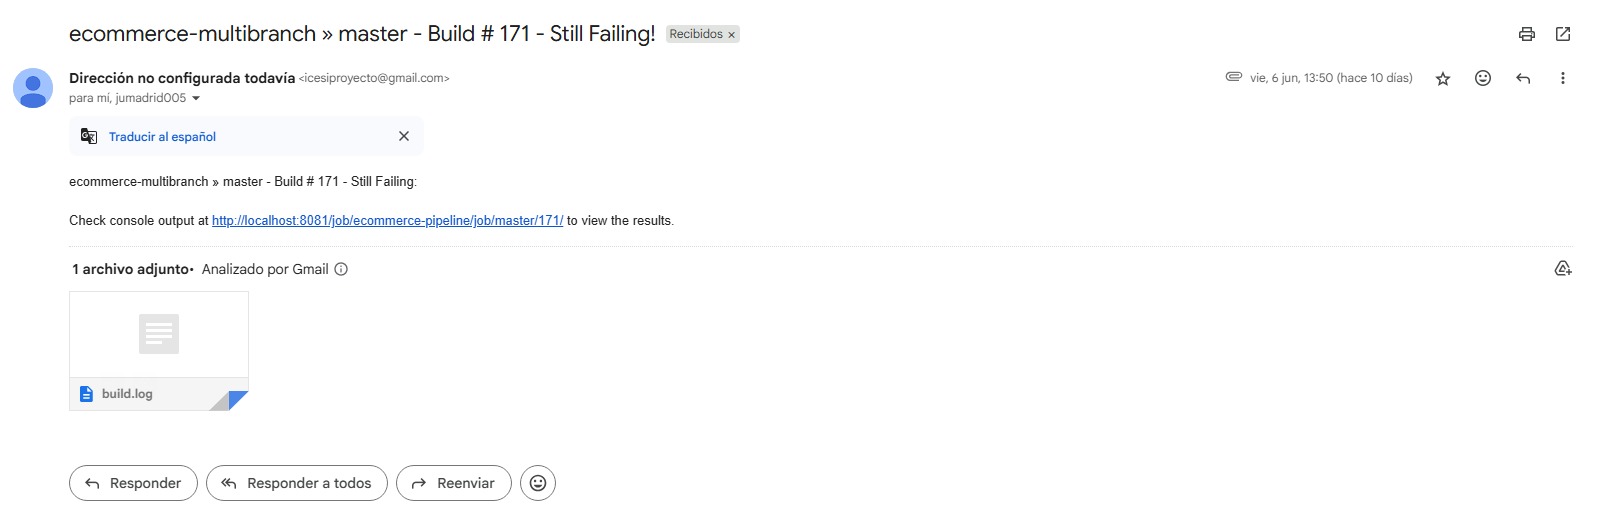 ecommerce-multibranch » master - Build # 171 - Still Failing! Recibidos ×
Dirección no configurada todavía <icesiproyecto@gmail.com> vie, 6 jun, 13:50 (hace 10 días)
para mí, jumadrid005
Traducir al español
ecommerce-multibranch » master - Build # 171 - Still Failing:
Check console output at http://localhost:8081/job/ecommerce-pipeline/job/master/171/ to view the results.
1 archivo adjunto• Analizado por Gmail
build.log
Responder Responder a todos Reenviar